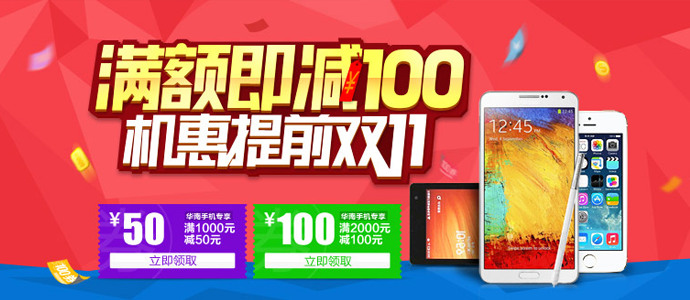 满额即减100
机惠提前双11
¥50
华南手机专享
满1000元
减50元
立即领取
¥100
华南手机专享
满2000元
减100元
立即领取
12:45